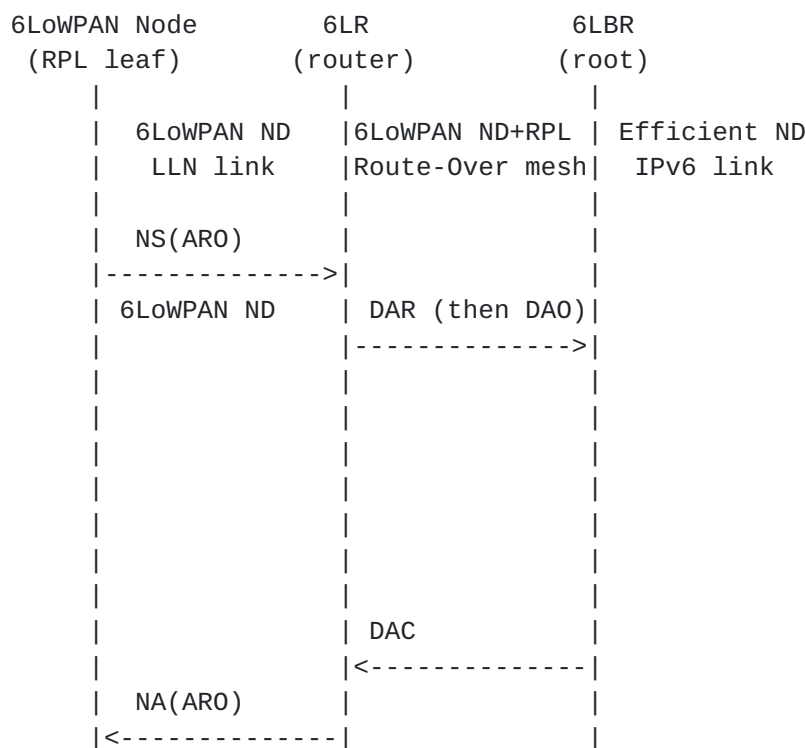 6LoWPAN Node        6LR             6LBR
(RPL leaf)       (router)         (root)
6LoWPAN ND   6LoWPAN ND+RPL   Efficient ND
LLN link   Route-Over mesh   IPv6 link
NS(ARO)
6LoWPAN ND   DAR (then DAO)
DAC
NA(ARO)